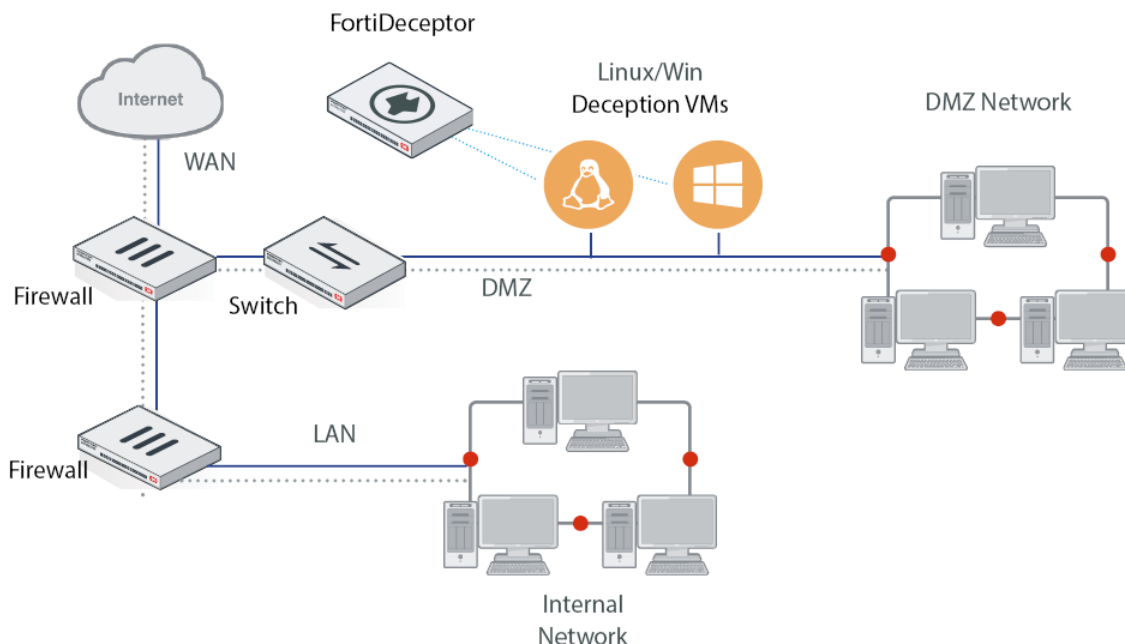 FortiDeceptor
Internet
Linux/Win
Deception VMs
DMZ Network
WAN
Firewall
Switch
DMZ
LAN
Firewall
Internal
Network